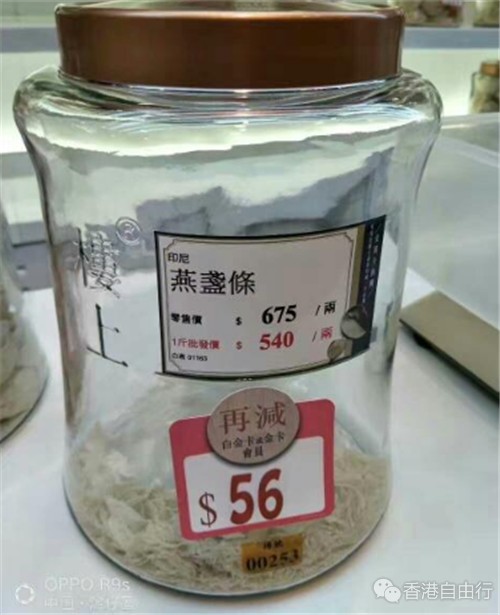 樓上
印尼
燕盞條
零售價 $ 675 /兩
1斤批發價 $ 540 /兩
再減
白金卡或金卡
會員
$ 56
00253
OPPO R9s
香港自由行